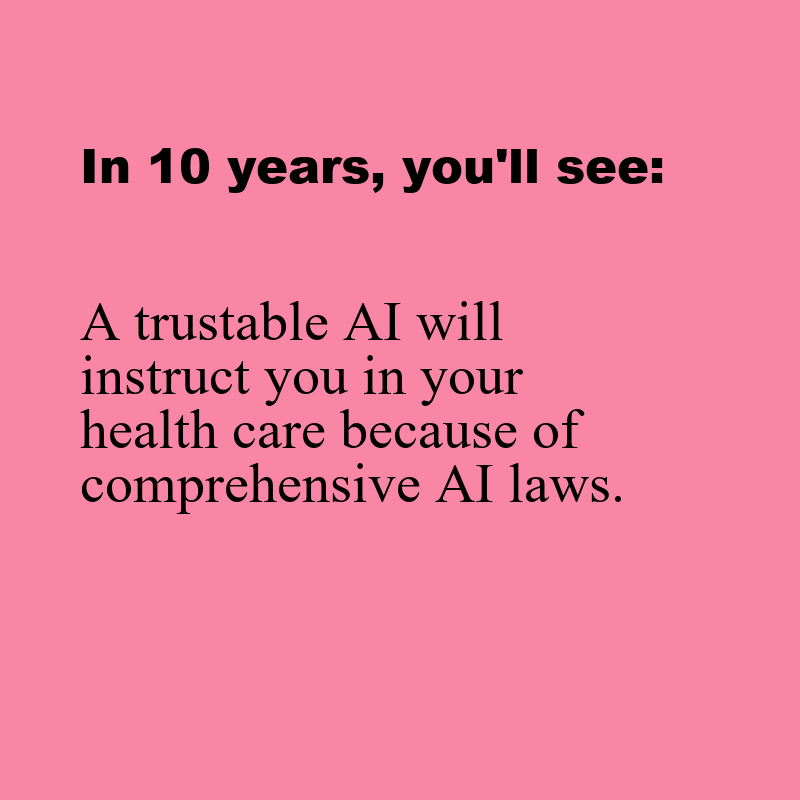 In 10 years, you'll see:
A trustable AI will
instruct you in your
health care because of
comprehensive AI laws.